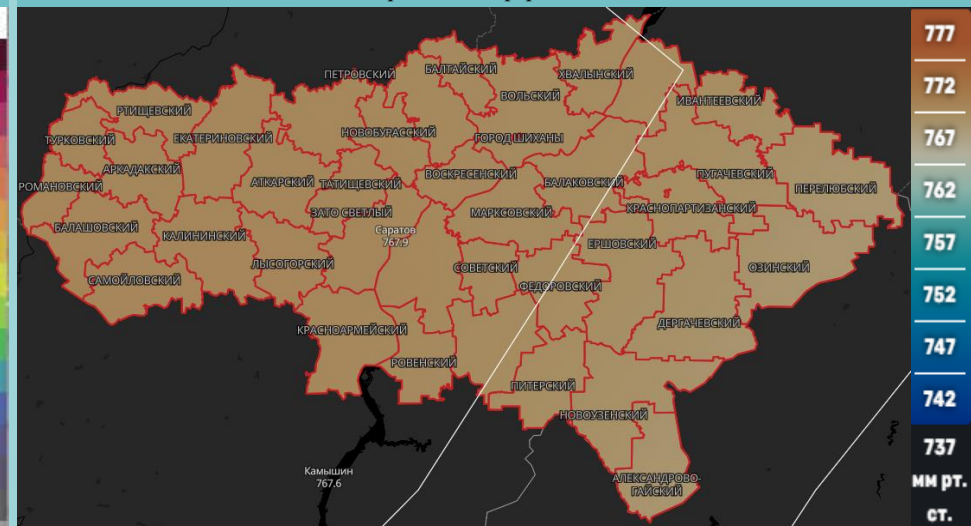 ПЕТРОВСКИЙ
БАЛТАЙСКИЙ
ХВАЛЫНСКИЙ
ВОЛЬСКИЙ
ИВАНТЕЕВСКИЙ
РТИЩЕВСКИЙ
ТУРКОВСКИЙ
ЕКАТЕРИНОВСКИЙ
НОВОБУРАССКИЙ
ГОРОД ШИХАНЫ
АРКАДАКСКИЙ
РОМАНОВСКИЙ
АТКАРСКИЙ
ТАТИЩЕВСКИЙ
ВОСКРЕСЕНСКИЙ
БАЛАКОВСКИЙ
ПУГАЧЕВСКИЙ
ПЕРЕЛЮБСКИЙ
ЗАТО СВЕТЛЫЙ
МАРКСОВСКИЙ
КРАСНОПАРТИЗАНСКИЙ
БАЛАШОВСКИЙ
КАЛИНИНСКИЙ
Саратов
767.9
ЕРШОВСКИЙ
ЛЫСОГОРСКИЙ
СОВЕТСКИЙ
ОЗИНСКИЙ
САМОЙЛОВСКИЙ
ФЕДОРОВСКИЙ
КРАСНОАРМЕЙСКИЙ
ДЕРГАЧЕВСКИЙ
РОВЕНСКИЙ
ПИТЕРСКИЙ
НОВОУЗЕНСКИЙ
Камышин
767.6
АЛЕКСАНДРОВО-
ГАЙСКИЙ
777
772
767
762
757
752
747
742
737
мм рт.
ст.